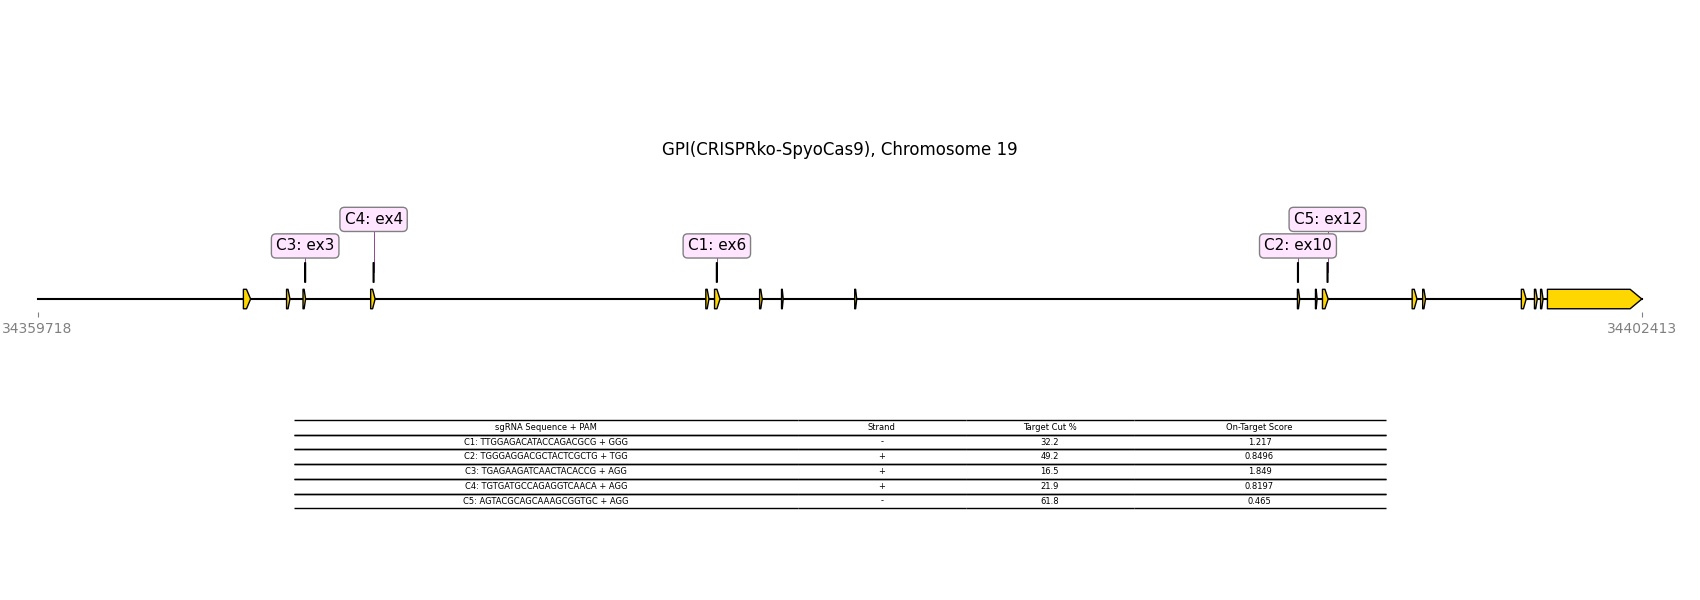 GPI(CRISPRko-SpyoCas9), Chromosome 19
C4: ex4
C5: ex12
C3: ex3
C1: ex6
C2: ex10
34359718
34402413
sgRNA Sequence + PAM Strand Target Cut % On-Target Score
C1: TTGGAGACATACCAGACGCG + GGG - 32.2 1.217
C2: TGGGAGGACGCTACTCGCTG + TGG + 49.2 0.8496
C3: TGAGAAGATCAACTACACCG + AGG + 16.5 1.849
C4: TGTGATGCCAGAGGTCAACA + AGG + 21.9 0.8197
C5: AGTACGCAGCAAAGCGGTGC + AGG - 61.8 0.465